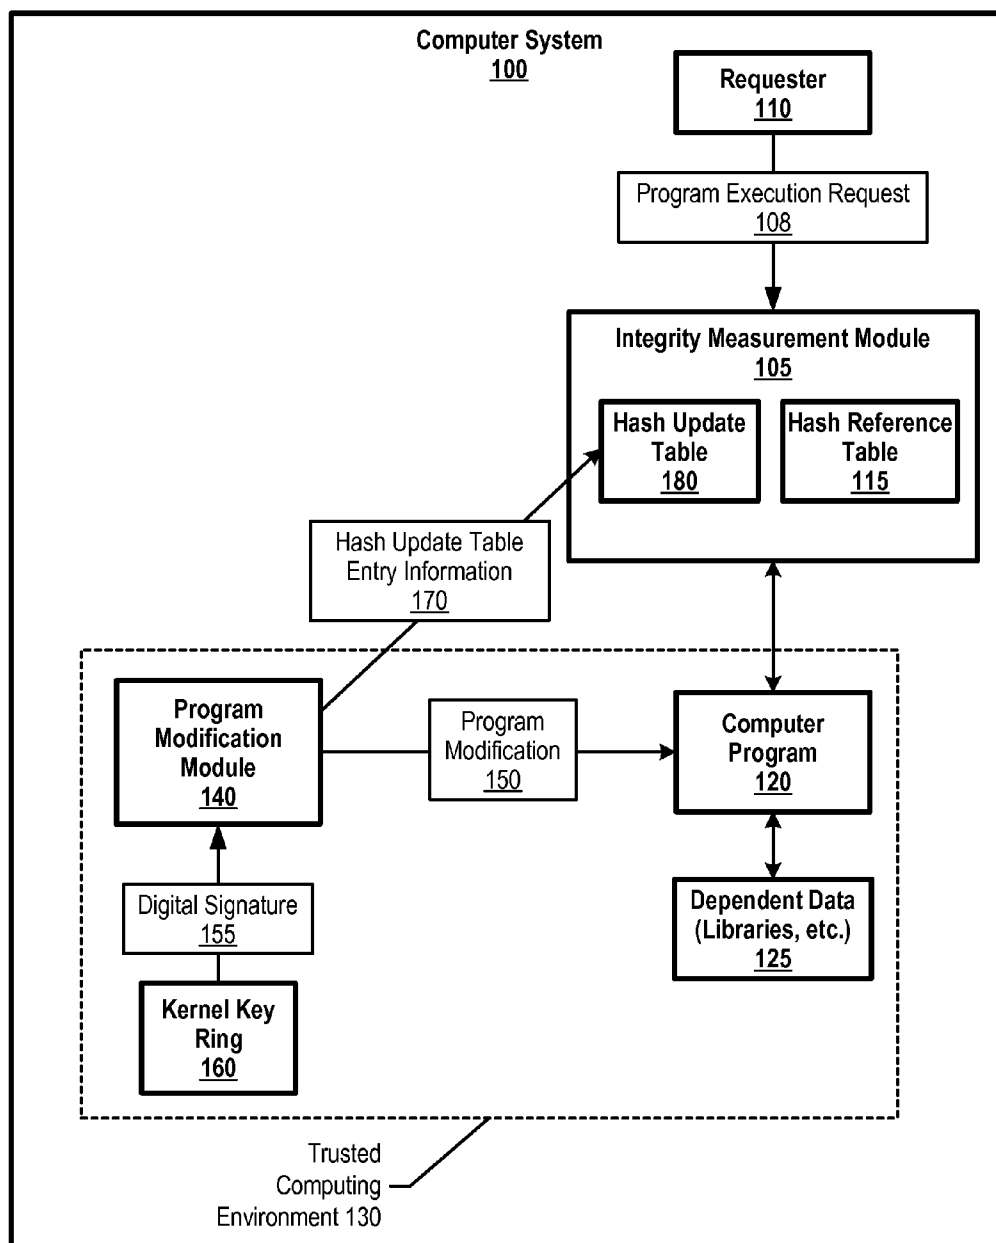 Computer System
100
Requester
110
Program Execution Request
108
Integrity Measurement Module
105
Hash Update
Table
180
Hash Reference
Table
115
Hash Update Table
Entry Information
170
Program
Modification
Module
140
Program
Modification
150
Computer
Program
120
Digital Signature
155
Dependent Data
(Libraries, etc.)
125
Kernel Key
Ring
160
Trusted
Computing
Environment 130